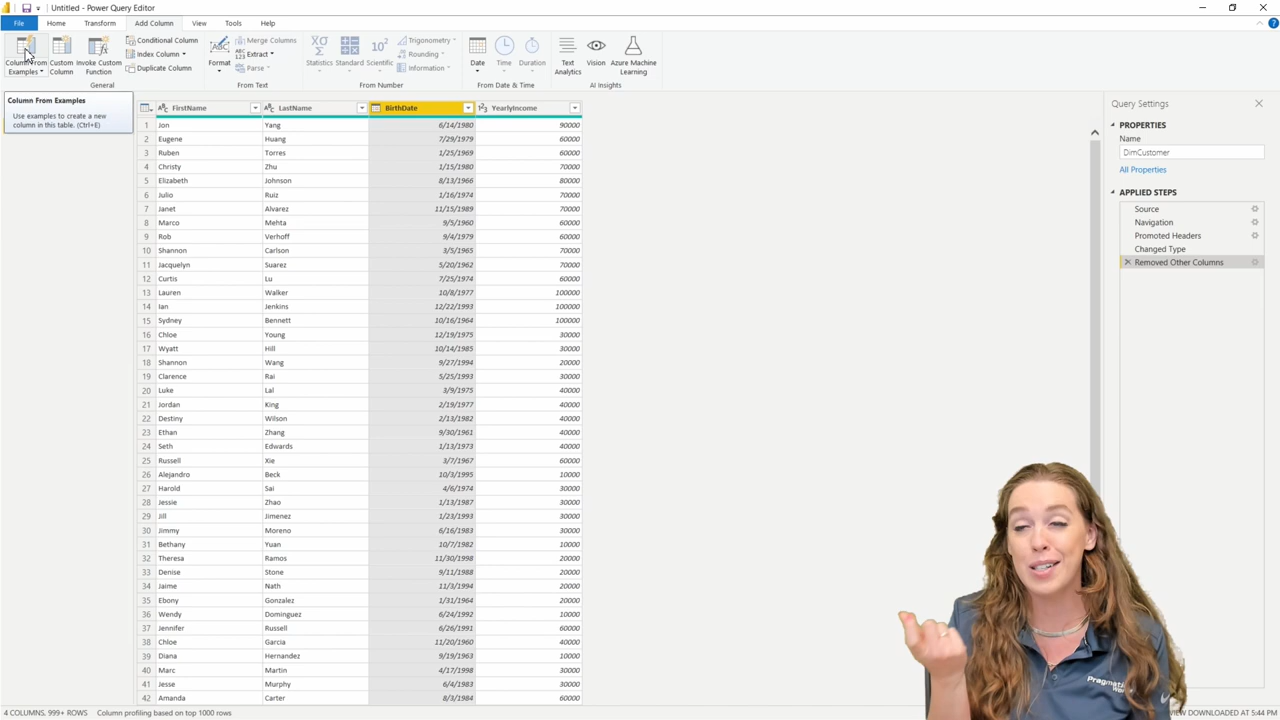 Untitled - Power Query Editor
File Home Transform Add Column View Tools Help
Column From Examples
Custom Column
Invoke Custom Function
Conditional Column
Index Column
Duplicate Column
General
Format
Merge Columns
Extract
Parse
From Text
Statistics
Standard
Scientific
Trigonometry
Rounding
Information
From Number
Date
Time
Duration
From Date & Time
Text Analytics
Vision
Azure Machine Learning
AI Insights
Column From Examples
Use examples to create a new
column in this table. (Ctrl+E)
FirstName LastName BirthDate YearlyIncome
1 Jon Yang 6/14/1980 90000
2 Eugene Huang 7/29/1979 60000
3 Ruben Torres 1/25/1969 60000
4 Christy Zhu 1/15/1980 70000
5 Elizabeth Johnson 8/13/1966 80000
6 Julio Ruiz 1/16/1974 70000
7 Janet Alvarez 11/15/1989 70000
8 Marco Mehta 9/5/1960 60000
9 Rob Verhoff 9/4/1979 60000
10 Shannon Carlson 3/5/1965 70000
11 Jacquelyn Suarez 5/20/1962 70000
12 Curtis Lu 7/25/1974 60000
13 Lauren Walker 10/8/1977 100000
14 Ian Jenkins 12/22/1993 100000
15 Sydney Bennett 10/16/1964 100000
16 Chloe Young 12/19/1975 30000
17 Wyatt Hill 10/14/1985 30000
18 Shannon Wang 9/27/1994 20000
19 Clarence Rai 5/25/1993 30000
20 Luke Lal 3/9/1975 40000
21 Jordan King 2/19/1977 40000
22 Destiny Wilson 2/13/1982 40000
23 Ethan Zhang 9/30/1961 40000
24 Seth Edwards 1/13/1973 40000
25 Russell Xie 3/7/1967 60000
26 Alejandro Beck 10/3/1995 10000
27 Harold Sai 4/6/1974 30000
28 Jessie Zhao 1/13/1987 30000
29 Jill Jimenez 1/23/1993 30000
30 Jimmy Moreno 6/16/1983 30000
31 Bethany Yuan 10/7/1982 10000
32 Theresa Ramos 11/30/1998 20000
33 Denise Stone 9/11/1988 20000
34 Jaime Nath 11/3/1994 20000
35 Ebony Gonzalez 1/31/1964 20000
36 Wendy Dominguez 6/24/1992 10000
37 Jennifer Russell 6/26/1991 60000
38 Chloe Garcia 11/20/1960 40000
39 Diana Hernandez 9/19/1963 10000
40 Marc Martin 4/17/1998 30000
41 Jesse Murphy 6/4/1983 30000
42 Amanda Carter 8/3/1984 60000
Query Settings
PROPERTIES
Name
DimCustomer
All Properties
APPLIED STEPS
Source
Navigation
Promoted Headers
Changed Type
Removed Other Columns
4 COLUMNS, 999+ ROWS Column profiling based on top 1000 rows
DOWNLOADED AT 5:44 PM